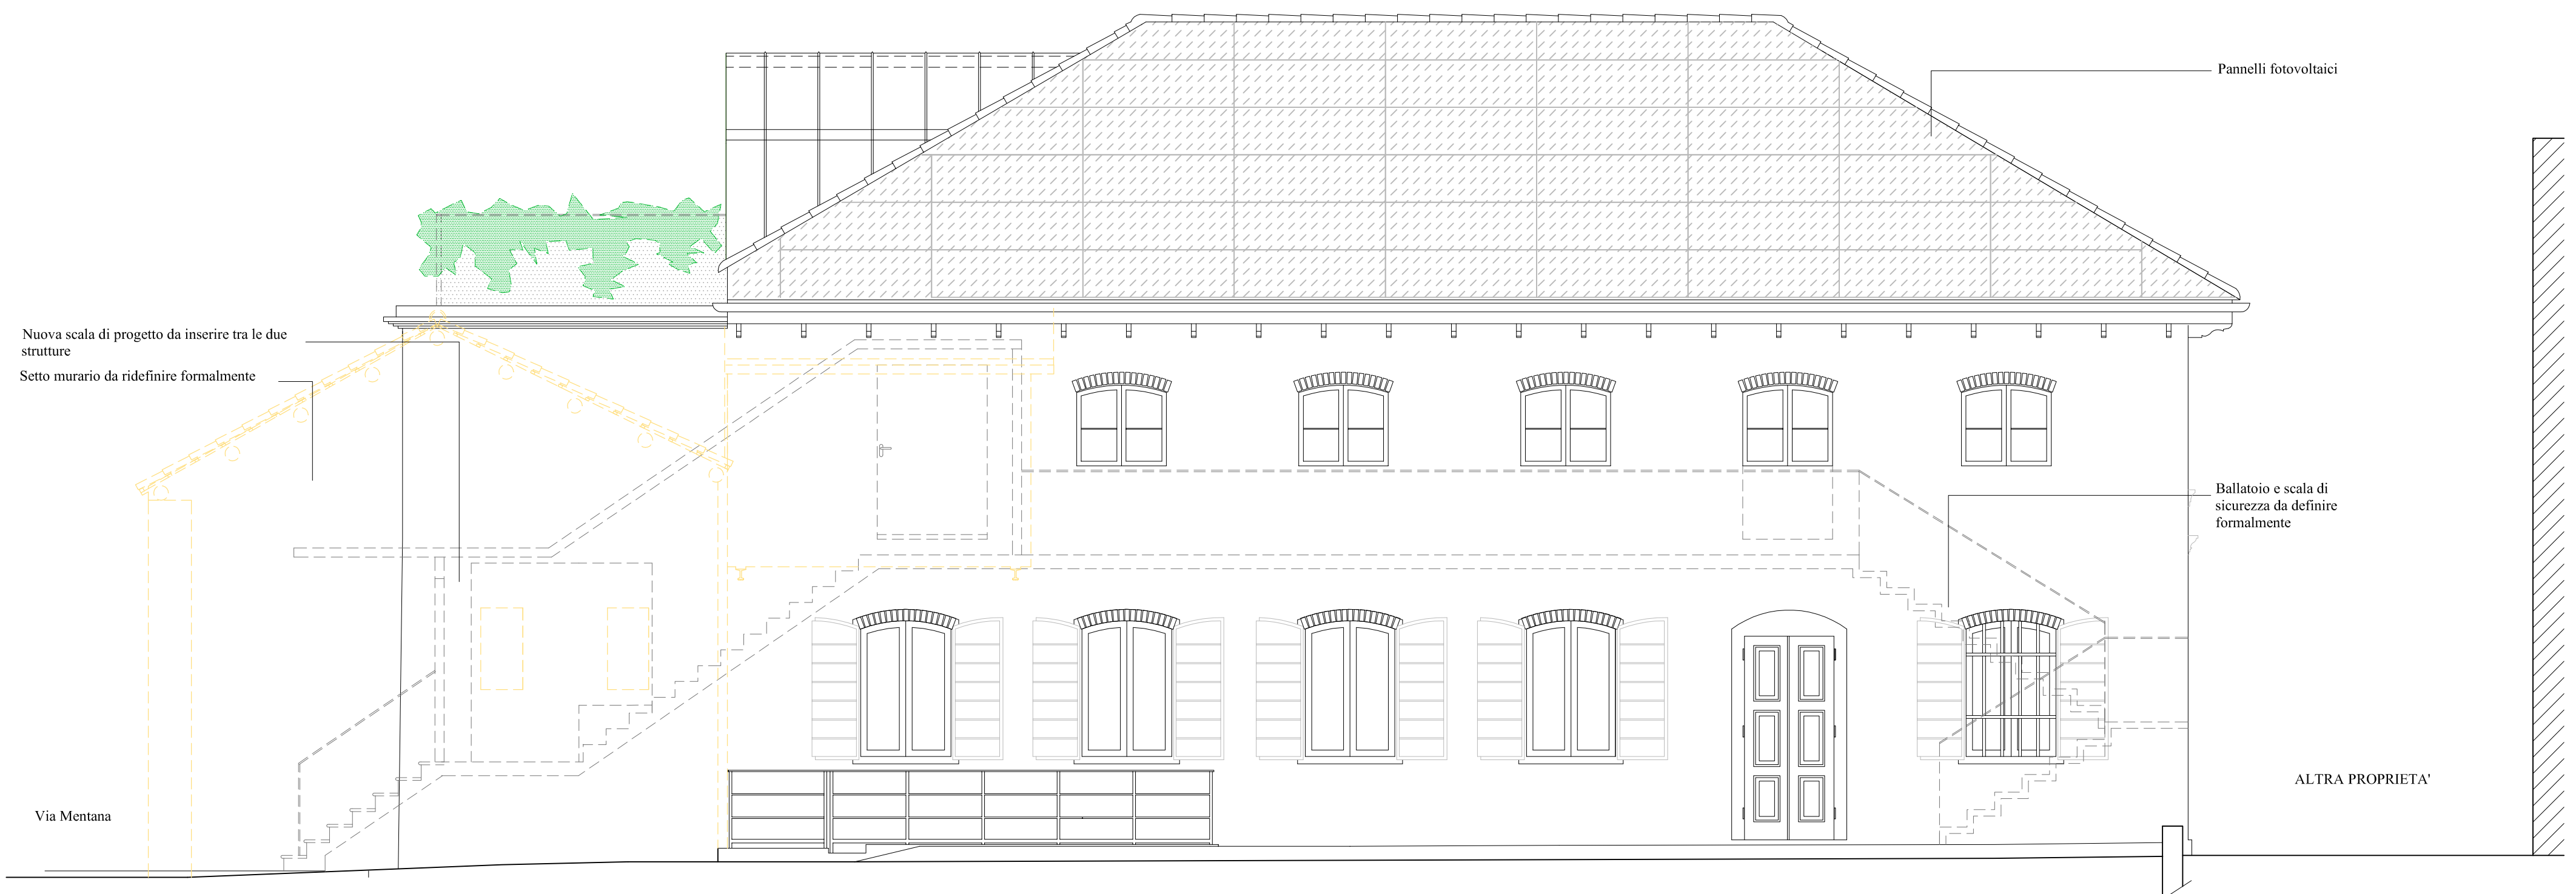 Pannelli fotovoltaici
Nuova scala di progetto da inserire tra le due
strutture
Setto murario da ridefinire formalmente
Ballatoio e scala di
sicurezza da definire
formalmente
ALTRA PROPRIETA'
Via Mentana